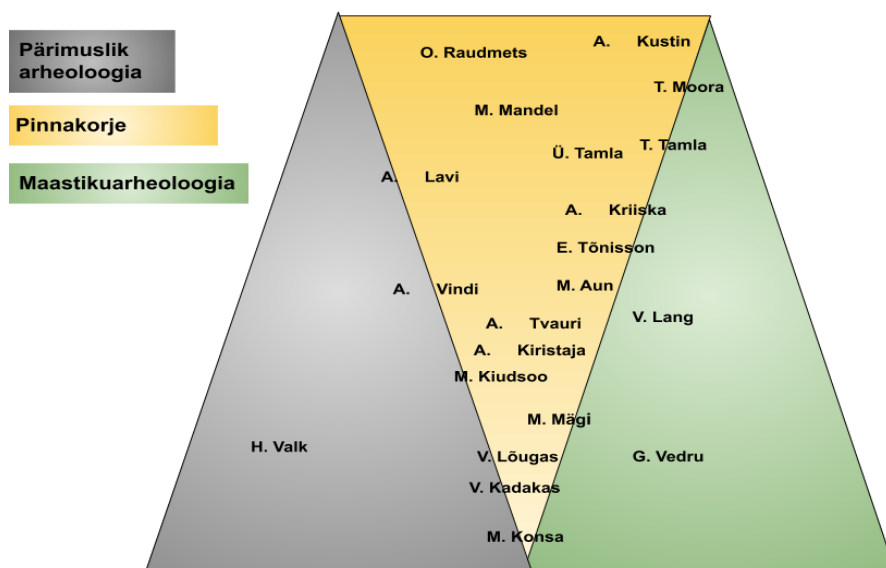 Pärimuslik
arheoloogia
Pinnakorje
Maastikuarheoloogia
A. Kustin
O. Raudmets
T. Moora
M. Mandel
T. Tamla
Ü. Tamla
A. Lavi
A. Kriiska
E. Tõnisson
M. Aun
A. Vindi
V. Lang
A. Tvauri
A. Kiristaja
M. Kiudsoo
M. Mägi
H. Valk
V. Lõugas
G. Vedru
V. Kadakas
M. Konsa